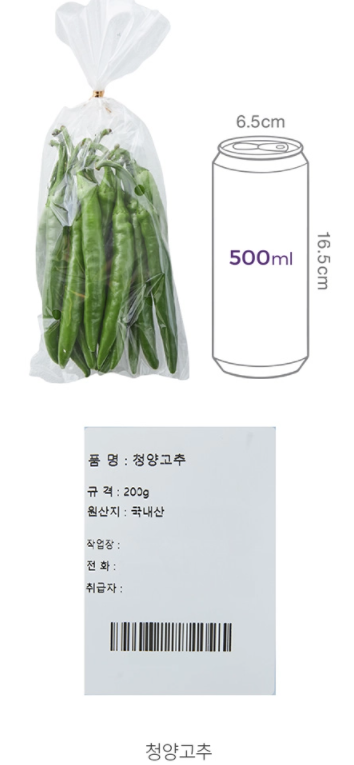 6.5cm
500ml
16.5cm
품 명 : 청양고추
규 격 : 200g
원산지 : 국내산
작업장 :
전 화 :
취급자 :
청양고추